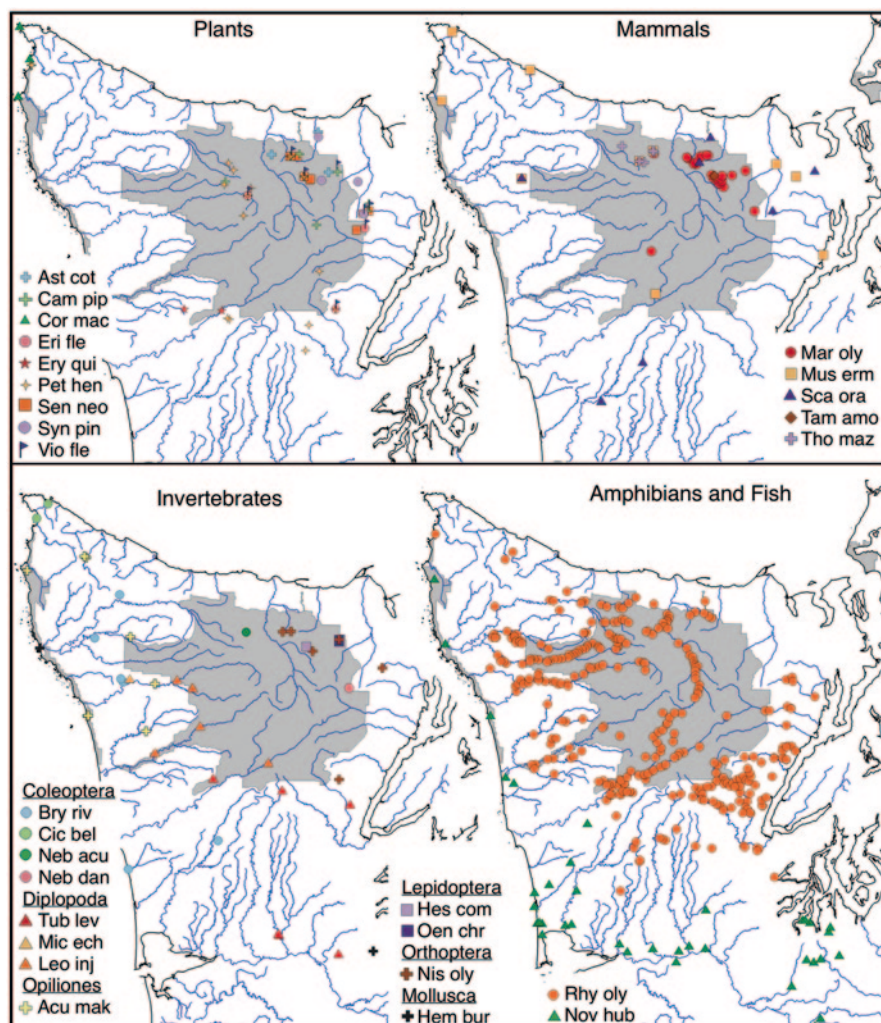 Plants
Ast cot
Cam pip
Cor mac
Eri fle
Ery qui
Pet hen
Sen neo
Syn pin
Vio fle
Mammals
Mar oly
Mus erm
Sca ora
Tam amo
Tho maz
Invertebrates
Coleoptera
Bry riv
Cic bel
Neb acu
Neb dan
Diplopoda
Tub lev
Mic ech
Leo inj
Opiliones
Acu mak
Lepidoptera
Hes com
Oen chr
Orthoptera
Nis oly
Mollusca
Hem bur
Amphibians and Fish
Rhy oly
Nov hub